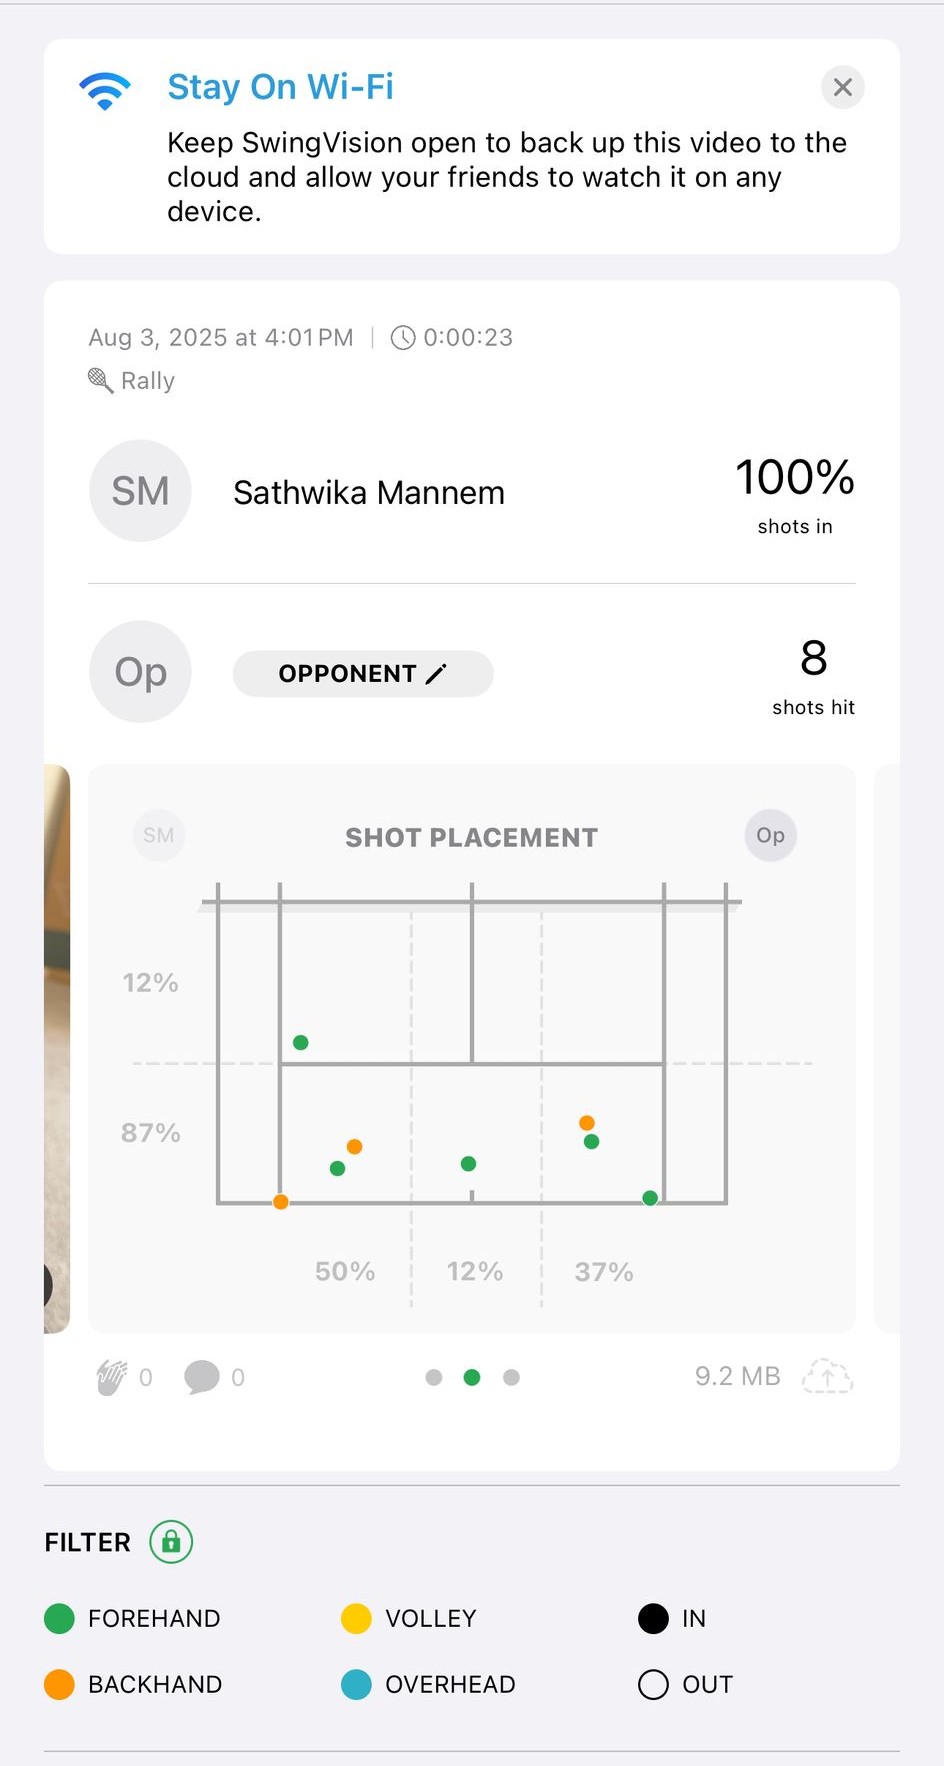 Stay On Wi-Fi
Keep SwingVision open to back up this video to the
cloud and allow your friends to watch it on any
device.
Aug 3, 2025 at 4:01 PM | 0:00:23
Rally
SM Sathwika Mannem 100%
shots in
Op OPPONENT 8
shots hit
SM SHOT PLACEMENT Op
12%
87%
50% 12% 37%
0 0 9.2 MB
FILTER
FOREHAND VOLLEY IN
BACKHAND OVERHEAD OUT